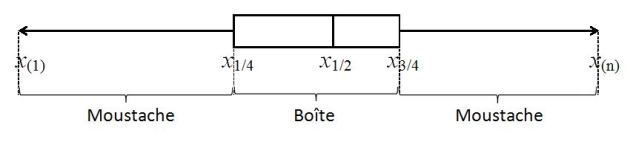 x(1) x1/4 x1/2 x3/4 x(n)
Moustache Boîte Moustache